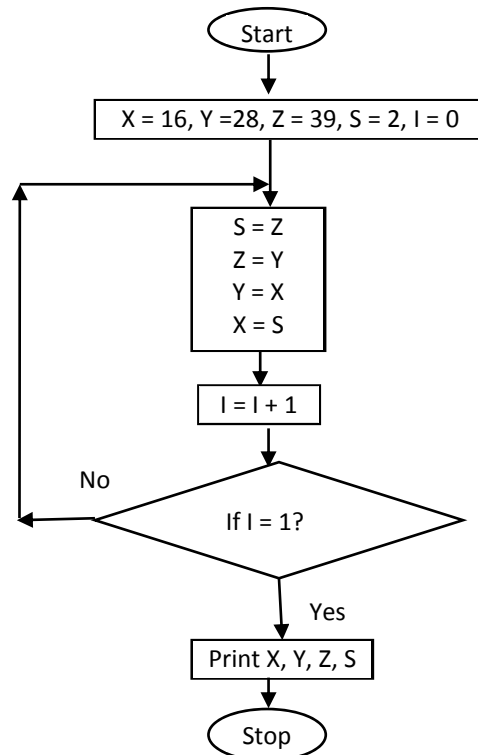 Start
X = 16, Y =28, Z = 39, S = 2, I = 0
S = Z
Z = Y
Y = X
X = S
I = I + 1
No
If I = 1?
Yes
Print X, Y, Z, S
Stop